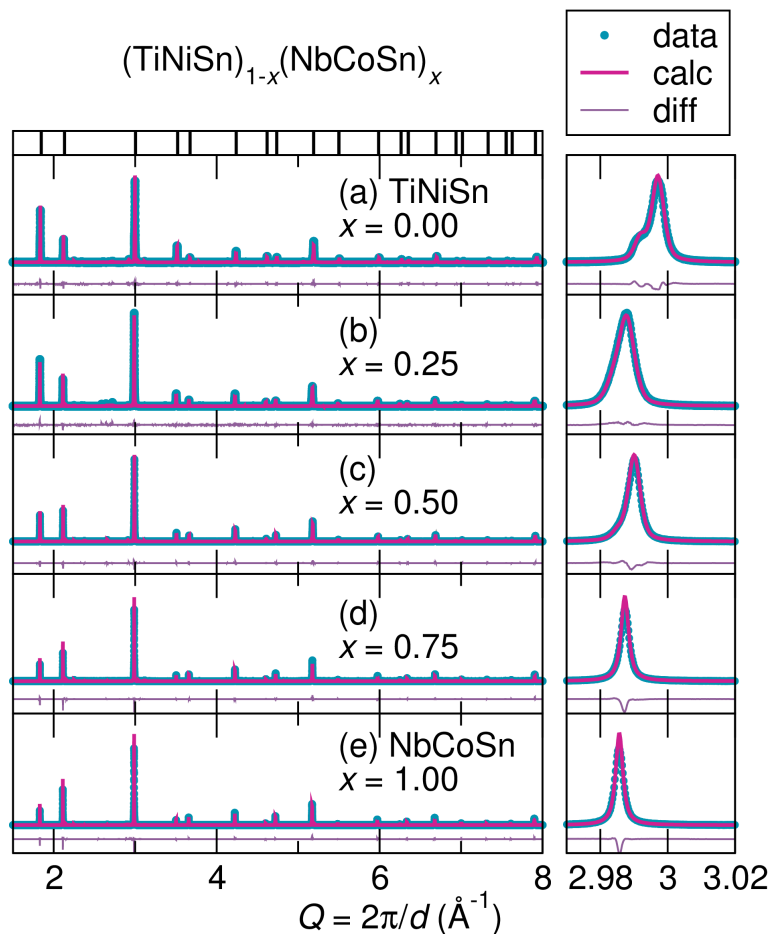 (TiNiSn)1-x(NbCoSn)x
data
calc
diff
(a) TiNiSn
x = 0.00
(b)
x = 0.25
(c)
x = 0.50
(d)
x = 0.75
(e) NbCoSn
x = 1.00
2 4 6 8
2.98 3 3.02
Q = 2π/d (Å-1)